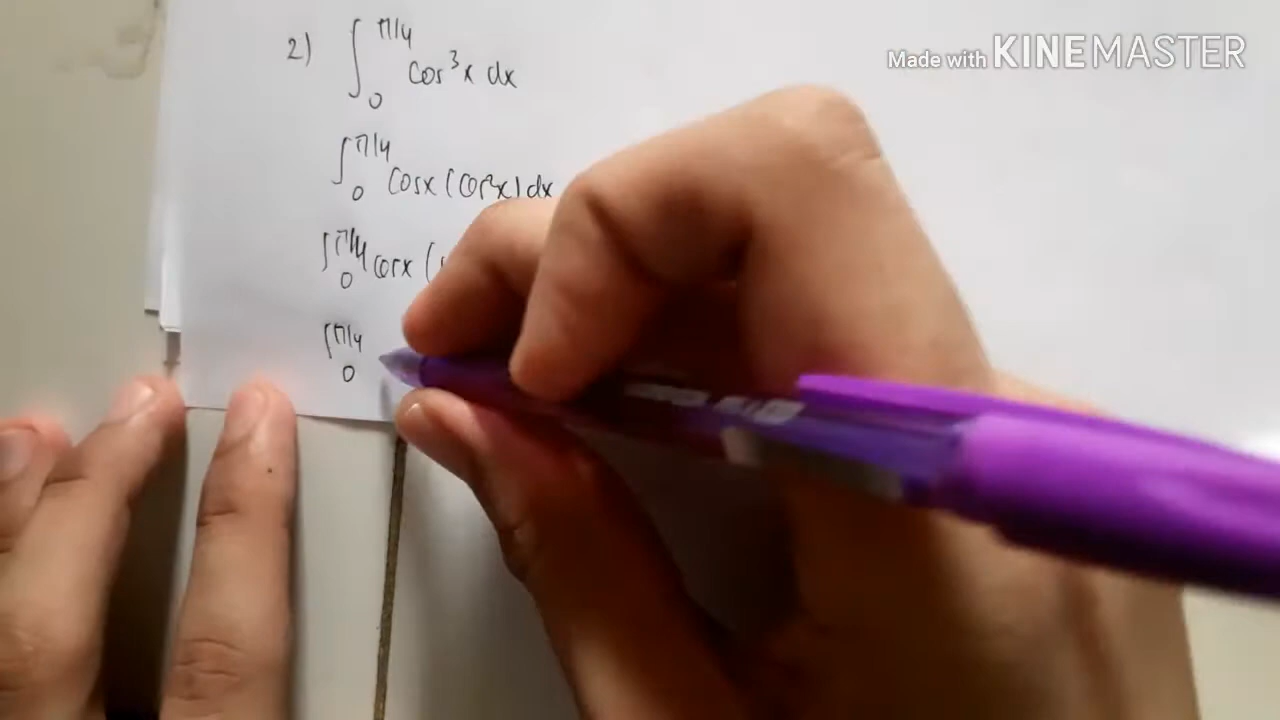 Made with KINEMASTER
2) ∫₀^π/4 cos³x dx
∫₀^π/4 cosx (cos²x) dx
∫₀^π/4 cosx (
∫₀^π/4